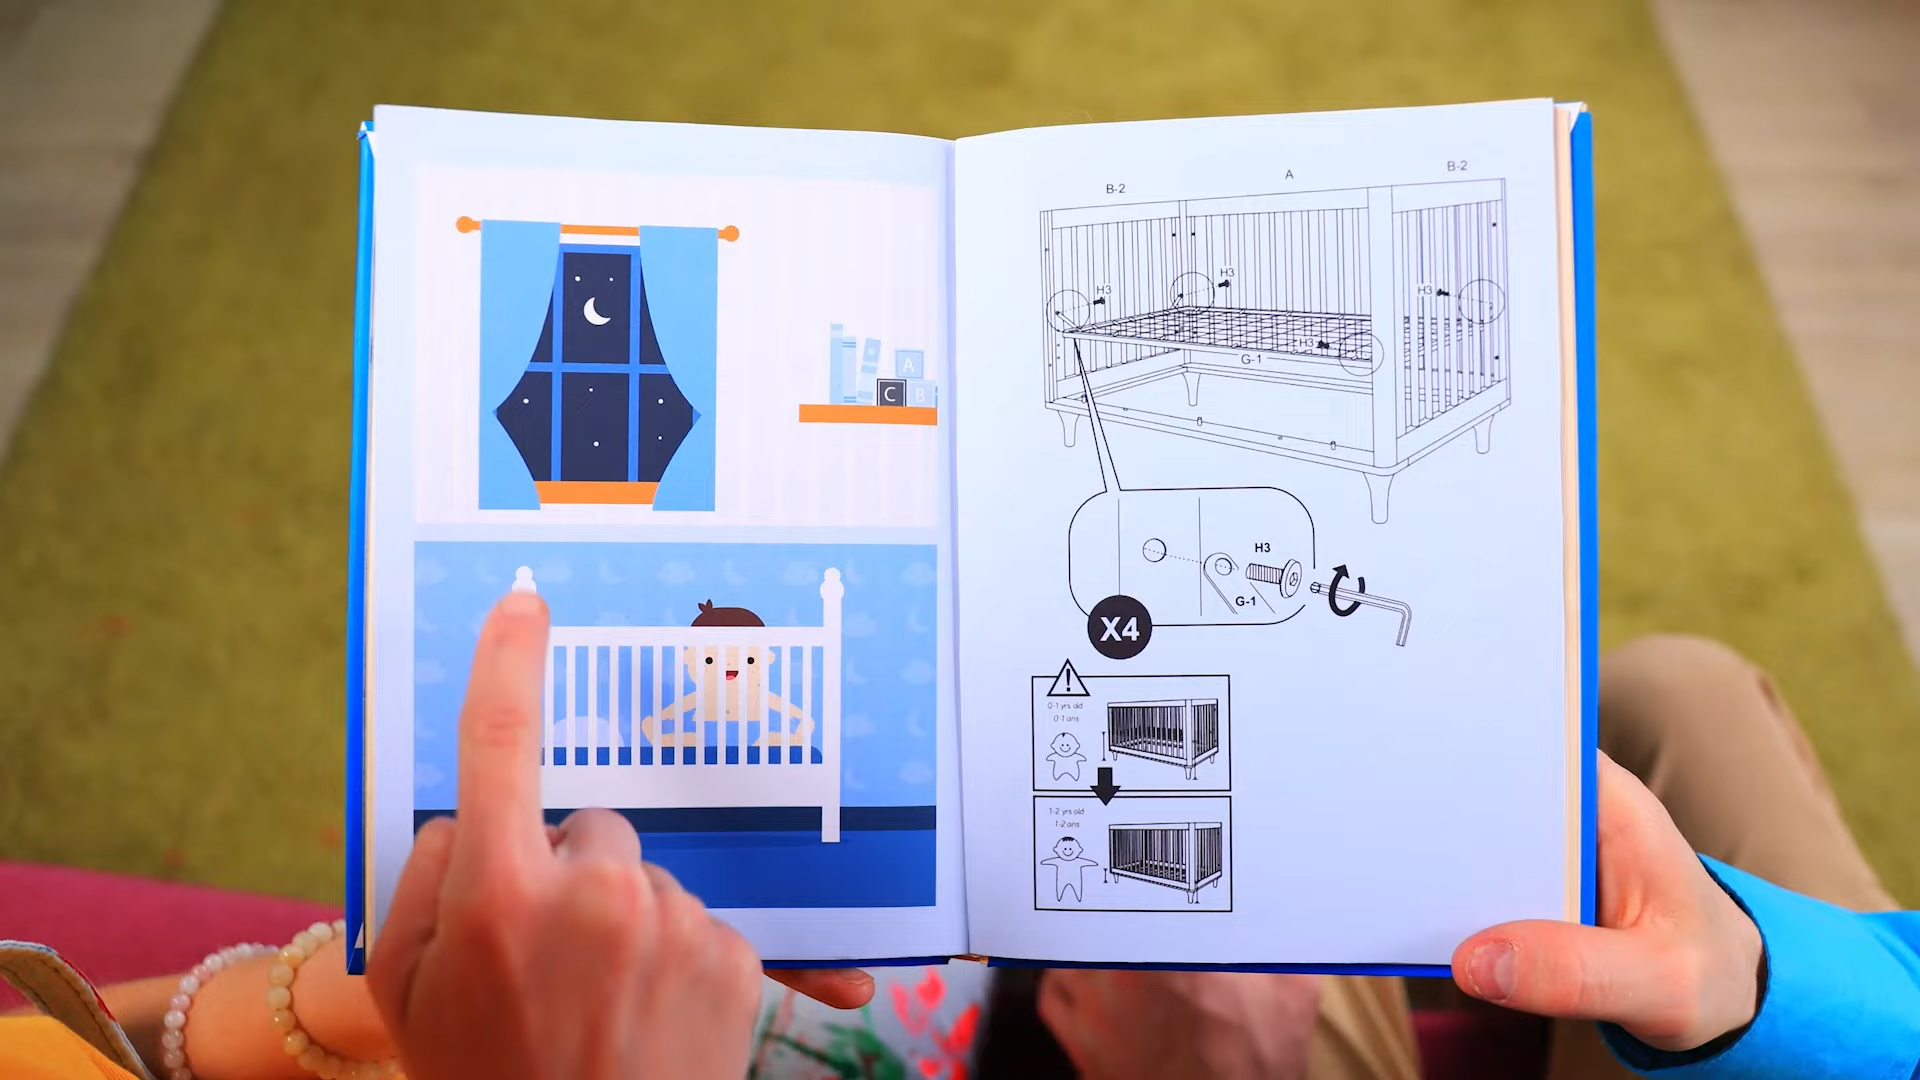 A
C B
B-2 A B-2
H3
H3
H3
H3
G-1
H3
G-1
X4
!
0-1 yrs old
0-1 ans
1-2 yrs old
1-2 ans